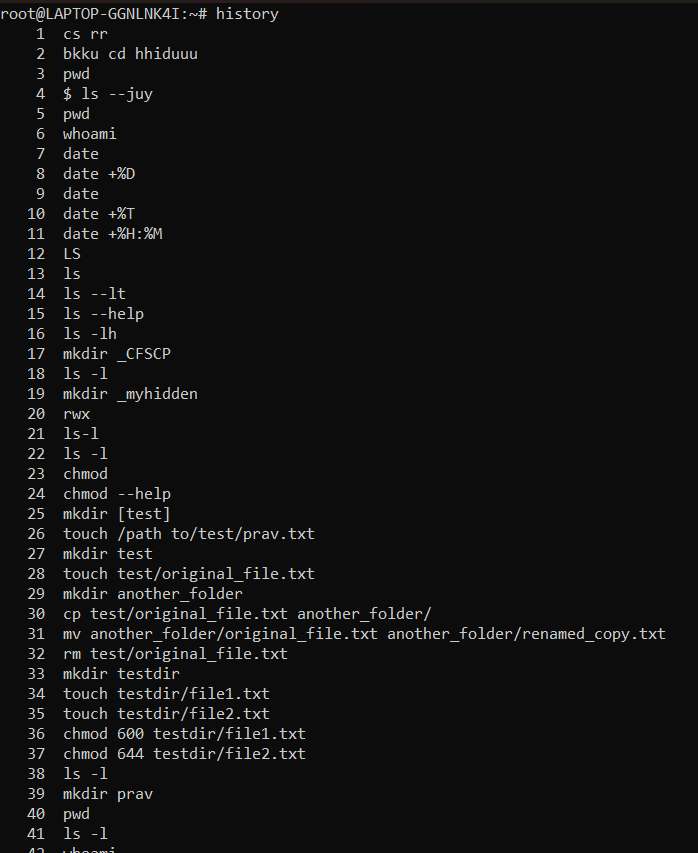 root@LAPTOP-GGNLNK4I:~# history
1 cs rr
2 bkku cd hhiduuu
3 pwd
4 $ ls --juy
5 pwd
6 whoami
7 date
8 date +%D
9 date
10 date +%T
11 date +%H:%M
12 LS
13 ls
14 ls --lt
15 ls --help
16 ls -lh
17 mkdir _CFSCP
18 ls -l
19 mkdir _myhidden
20 rwx
21 ls-l
22 ls -l
23 chmod
24 chmod --help
25 mkdir [test]
26 touch /path to/test/prav.txt
27 mkdir test
28 touch test/original_file.txt
29 mkdir another_folder
30 cp test/original_file.txt another_folder/
31 mv another_folder/original_file.txt another_folder/renamed_copy.txt
32 rm test/original_file.txt
33 mkdir testdir
34 touch testdir/file1.txt
35 touch testdir/file2.txt
36 chmod 600 testdir/file1.txt
37 chmod 644 testdir/file2.txt
38 ls -l
39 mkdir prav
40 pwd
41 ls -l
42 whoami